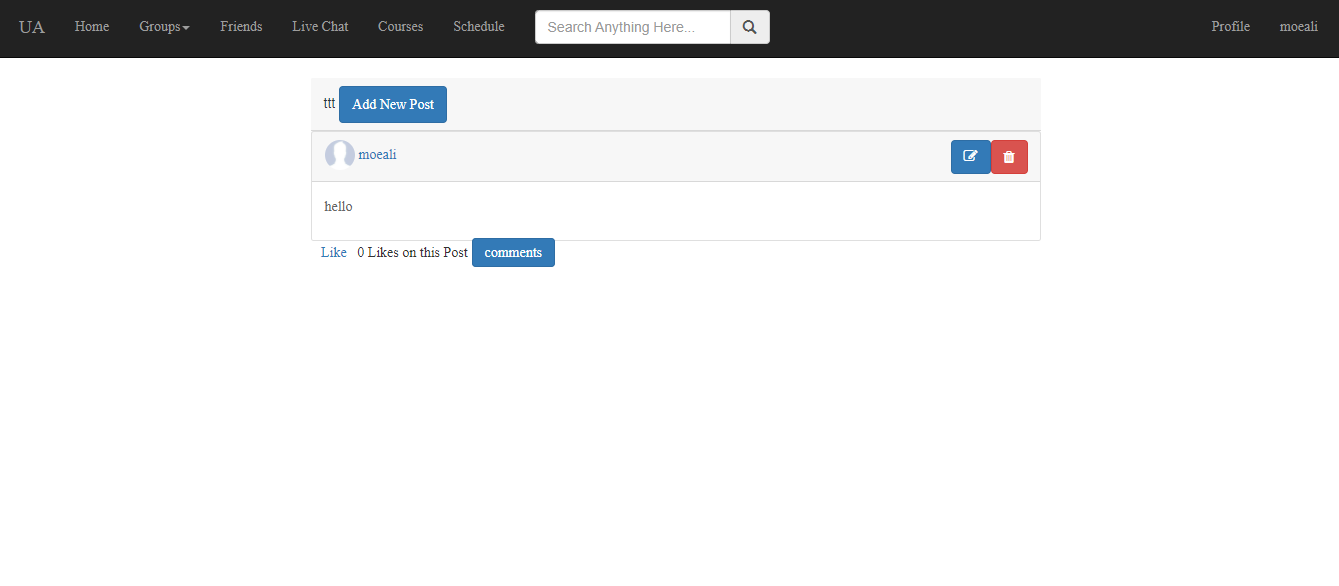 UA Home Groups Friends Live Chat Courses Schedule Search Anything Here... Profile moeali
ttt Add New Post
moeali
hello
Like 0 Likes on this Post comments